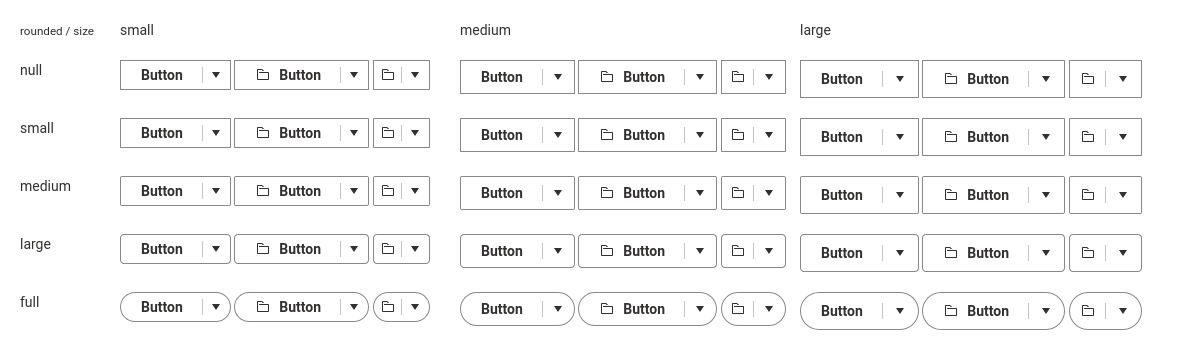 rounded / size small medium large
null Button Button Button Button Button Button
small Button Button Button Button Button Button
medium Button Button Button Button Button Button
large Button Button Button Button Button Button
full Button Button Button Button Button Button